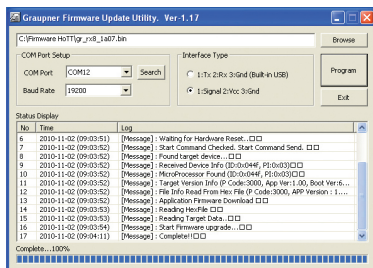 Graupner Firmware Update Utility. Ver-1.17
C:\Firmware HoTT\gr_rx8_1a07.bin
Browse
COM Port Setup
Interface Type
COM Port COM12 Search
1:Tx 2:Rx 3:Gnd (Built-in USB)
Program
Baud Rate 19200
1:Signal 2:Vcc 3:Gnd
Exit
Status Display
No Time Log
6 2010-11-02 (09:03:51) [Message] : Waiting for Hardware Reset..□□
7 2010-11-02 (09:03:52) [Message] : Start Command Checked. Start Command Send. □□
8 2010-11-02 (09:03:52) [Message] : Found target device...□□
9 2010-11-02 (09:03:52) [Message] : Received Device Info (ID:0x044f, PI:0x03)□□
10 2010-11-02 (09:03:52) [Message] : MicroProcessor Found (ID:0x044f, PI:0x03)□□
11 2010-11-02 (09:03:52) [Message] : Target Version Info (P Code:3000, App Ver:1.00, Boot Ver:6...
12 2010-11-02 (09:03:52) [Message] : File Info Read From Hex File (P Code:3000, APP Version : 1....
13 2010-11-02 (09:03:52) [Message] : Application Firmware Download □□
14 2010-11-02 (09:03:53) [Message] : Reading HexFile □□
15 2010-11-02 (09:03:53) [Message] : Reading Target Data...□□
16 2010-11-02 (09:03:54) [Message] : Start Firmware upgrade...□□
17 2010-11-02 (09:04:11) [Message] : Complete!!□□
Complete...100%